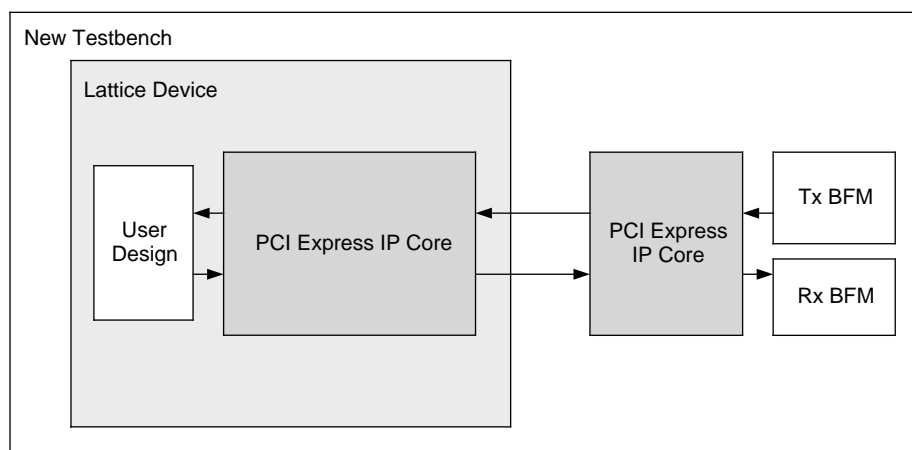 New Testbench
Lattice Device
User
Design
PCI Express IP Core
PCI Express
IP Core
Tx BFM
Rx BFM